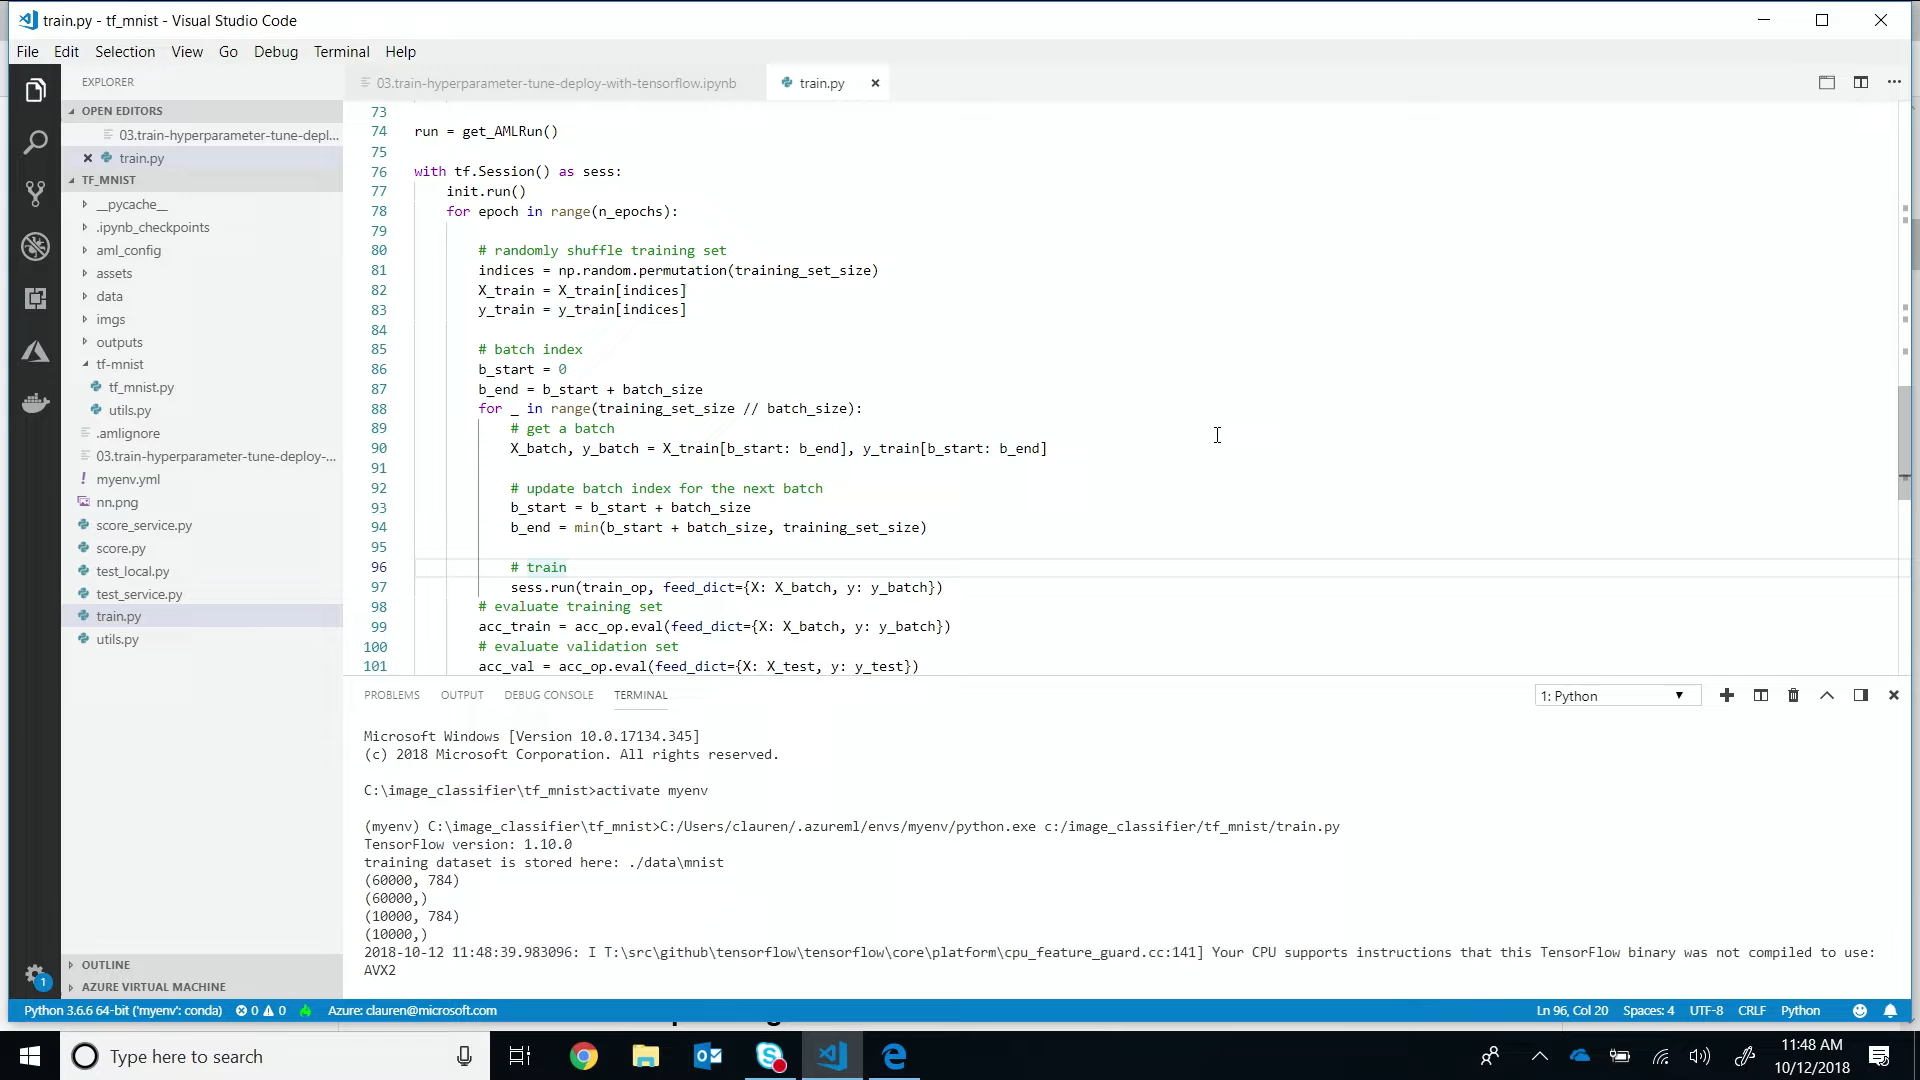 train.py - tf_mnist - Visual Studio Code
File Edit Selection View Go Debug Terminal Help
EXPLORER
OPEN EDITORS
03.train-hyperparameter-tune-depl...
train.py
TF_MNIST
__pycache__
.ipynb_checkpoints
aml_config
assets
data
imgs
outputs
tf-mnist
tf_mnist.py
utils.py
.amlignore
03.train-hyperparameter-tune-deploy-...
myenv.yml
nn.png
score_service.py
score.py
test_local.py
test_service.py
train.py
utils.py
OUTLINE
AZURE VIRTUAL MACHINE
03.train-hyperparameter-tune-deploy-with-tensorflow.ipynb train.py
73
74 run = get_AMLRun()
75
76 with tf.Session() as sess:
77 init.run()
78 for epoch in range(n_epochs):
79
80 # randomly shuffle training set
81 indices = np.random.permutation(training_set_size)
82 X_train = X_train[indices]
83 y_train = y_train[indices]
84
85 # batch index
86 b_start = 0
87 b_end = b_start + batch_size
88 for _ in range(training_set_size // batch_size):
89 # get a batch
90 X_batch, y_batch = X_train[b_start: b_end], y_train[b_start: b_end]
91
92 # update batch index for the next batch
93 b_start = b_start + batch_size
94 b_end = min(b_start + batch_size, training_set_size)
95
96 # train
97 sess.run(train_op, feed_dict={X: X_batch, y: y_batch})
98 # evaluate training set
99 acc_train = acc_op.eval(feed_dict={X: X_batch, y: y_batch})
100 # evaluate validation set
101 acc_val = acc_op.eval(feed_dict={X: X_test, y: y_test})
PROBLEMS OUTPUT DEBUG CONSOLE TERMINAL 1: Python
Microsoft Windows [Version 10.0.17134.345]
(c) 2018 Microsoft Corporation. All rights reserved.
C:\image_classifier\tf_mnist>activate myenv
(myenv) C:\image_classifier\tf_mnist>C:/Users/clauren/.azureml/envs/myenv/python.exe c:/image_classifier/tf_mnist/train.py
TensorFlow version: 1.10.0
training dataset is stored here: ./data\mnist
(60000, 784)
(60000,)
(10000, 784)
(10000,)
2018-10-12 11:48:39.983096: I T:\src\github\tensorflow\tensorflow\core\platform\cpu_feature_guard.cc:141] Your CPU supports instructions that this TensorFlow binary was not compiled to use:
AVX2
1
Python 3.6.6 64-bit ('myenv': conda) 0 0 Azure: clauren@microsoft.com Ln 96, Col 20 Spaces: 4 UTF-8 CRLF Python
Type here to search
11:48 AM
10/12/2018